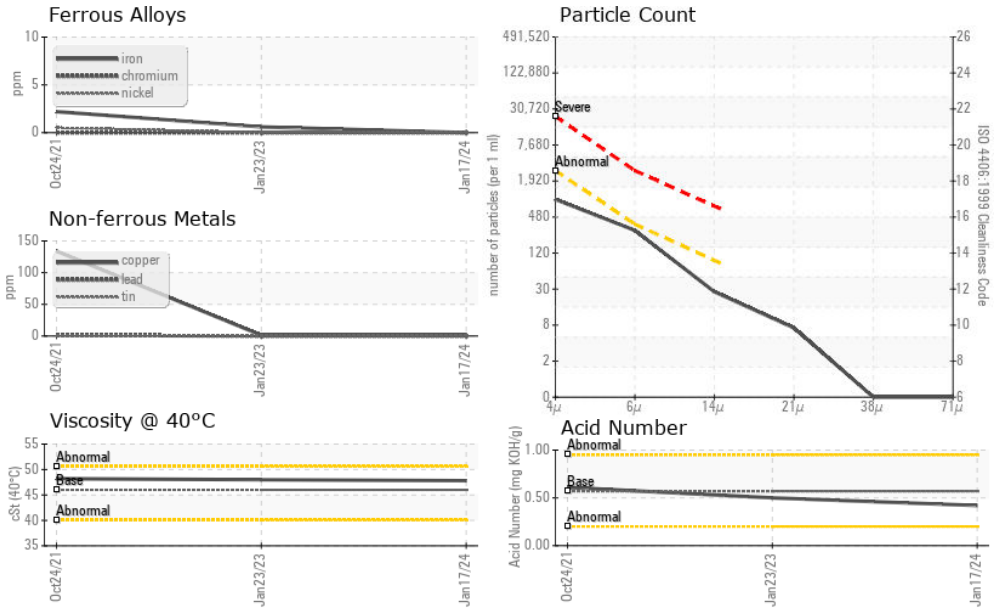 Ferrous Alloys
10
5
0
ppm
iron
chromium
nickel
Oct24/21
Jan23/23
Jan17/24
Non-ferrous Metals
150
100
50
0
ppm
copper
lead
tin
Oct24/21
Jan23/23
Jan17/24
Viscosity @ 40°C
55
50
45
40
35
cSt (40°C)
Abnormal
Base
Abnormal
Oct24/21
Jan23/23
Jan17/24
Particle Count
491,520
122,880
30,720
7,680
1,920
480
120
30
8
2
0
number of particles (per 1 ml)
Severe
Abnormal
26
24
22
20
18
16
14
12
10
8
6
ISO 4406:1999 Cleanliness Code
4µ
6µ
14µ
21µ
38µ
71µ
Acid Number
1.00
0.50
0.00
Acid Number (mg KOH/g)
Abnormal
Base
Abnormal
Oct24/21
Jan23/23
Jan17/24